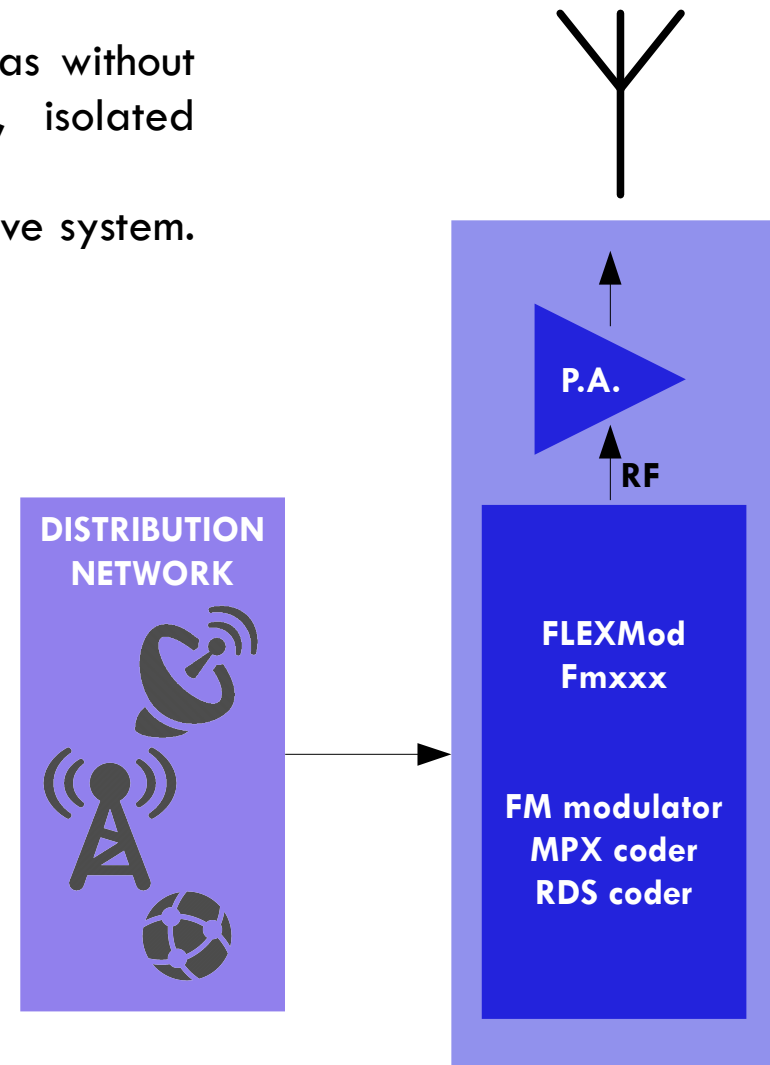 as without
, isolated
ve system.
P.A.
RF
DISTRIBUTION
NETWORK
FLEXMod
Fmxxx
FM modulator
MPX coder
RDS coder